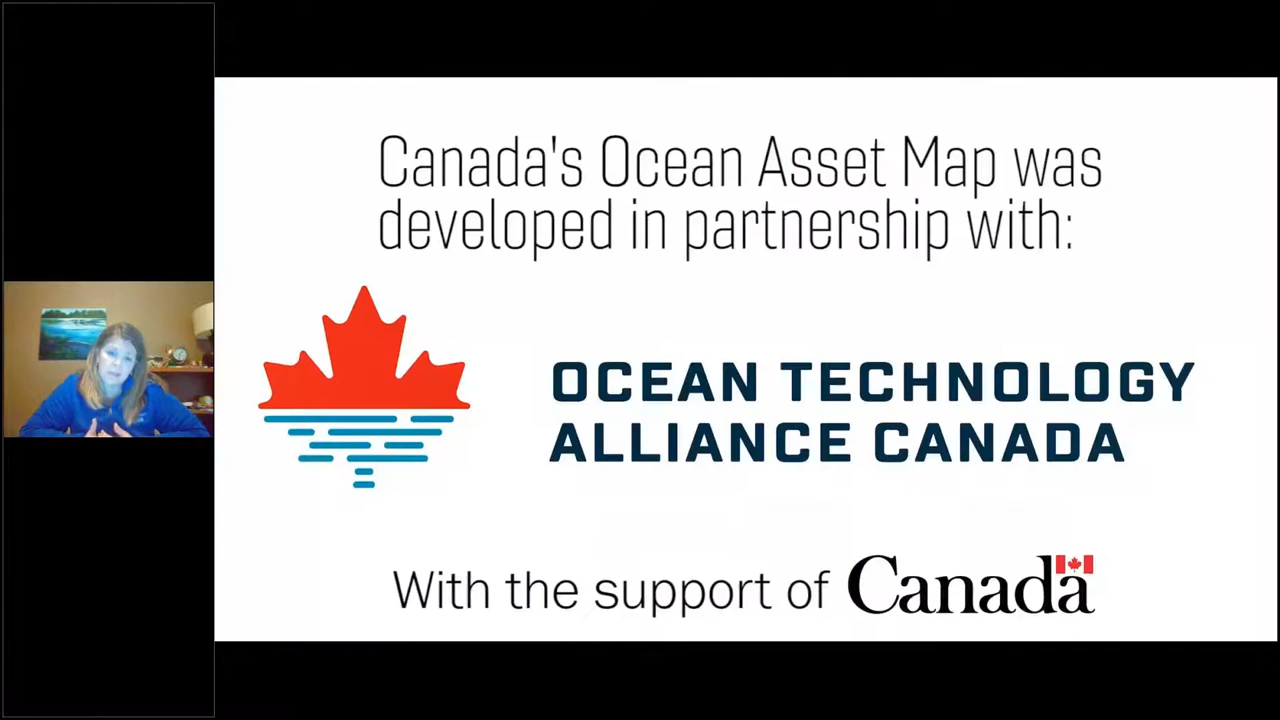 Canada's Ocean Asset Map was
developed in partnership with:
OCEAN TECHNOLOGY
ALLIANCE CANADA
With the support of Canada